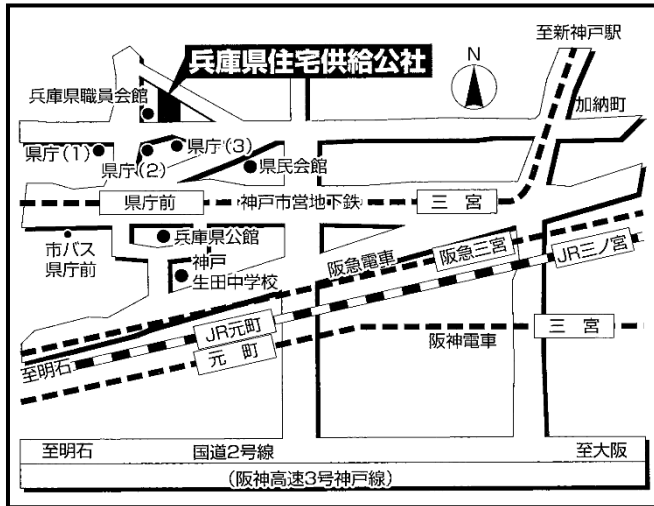 至新神戸駅
兵庫県住宅供給公社
N
兵庫県職員会館
加納町
県庁(1)
県庁(2)
県庁(3)
県民会館
県庁前
神戸市営地下鉄
三宮
市バス
県庁前
兵庫県公館
神戸
生田中学校
阪急電車
阪急三宮
JR三ノ宮
JR元町
元町
至明石
阪神電車
三宮
至明石
国道2号線
至大阪
(阪神高速3号神戸線)